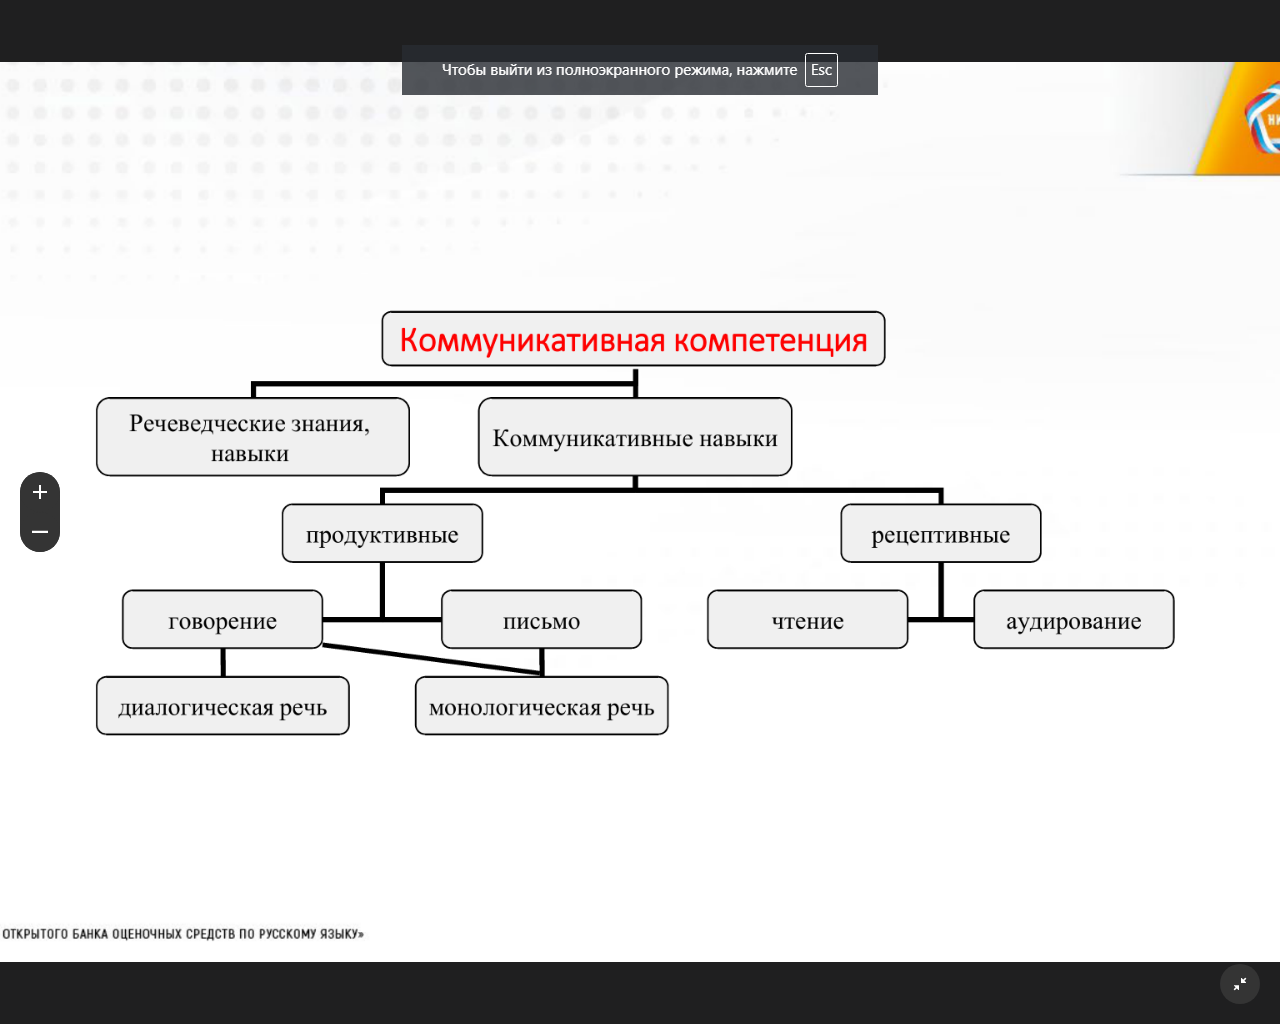 Чтобы выйти из полноэкранного режима, нажмите Esc
Коммуникативная компетенция
Речеведческие знания,
навыки
Коммуникативные навыки
продуктивные
рецептивные
говорение
письмо
чтение
аудирование
диалогическая речь
монологическая речь
ОТКРЫТОГО БАНКА ОЦЕНОЧНЫХ СРЕДСТВ ПО РУССКОМУ ЯЗЫКУ»